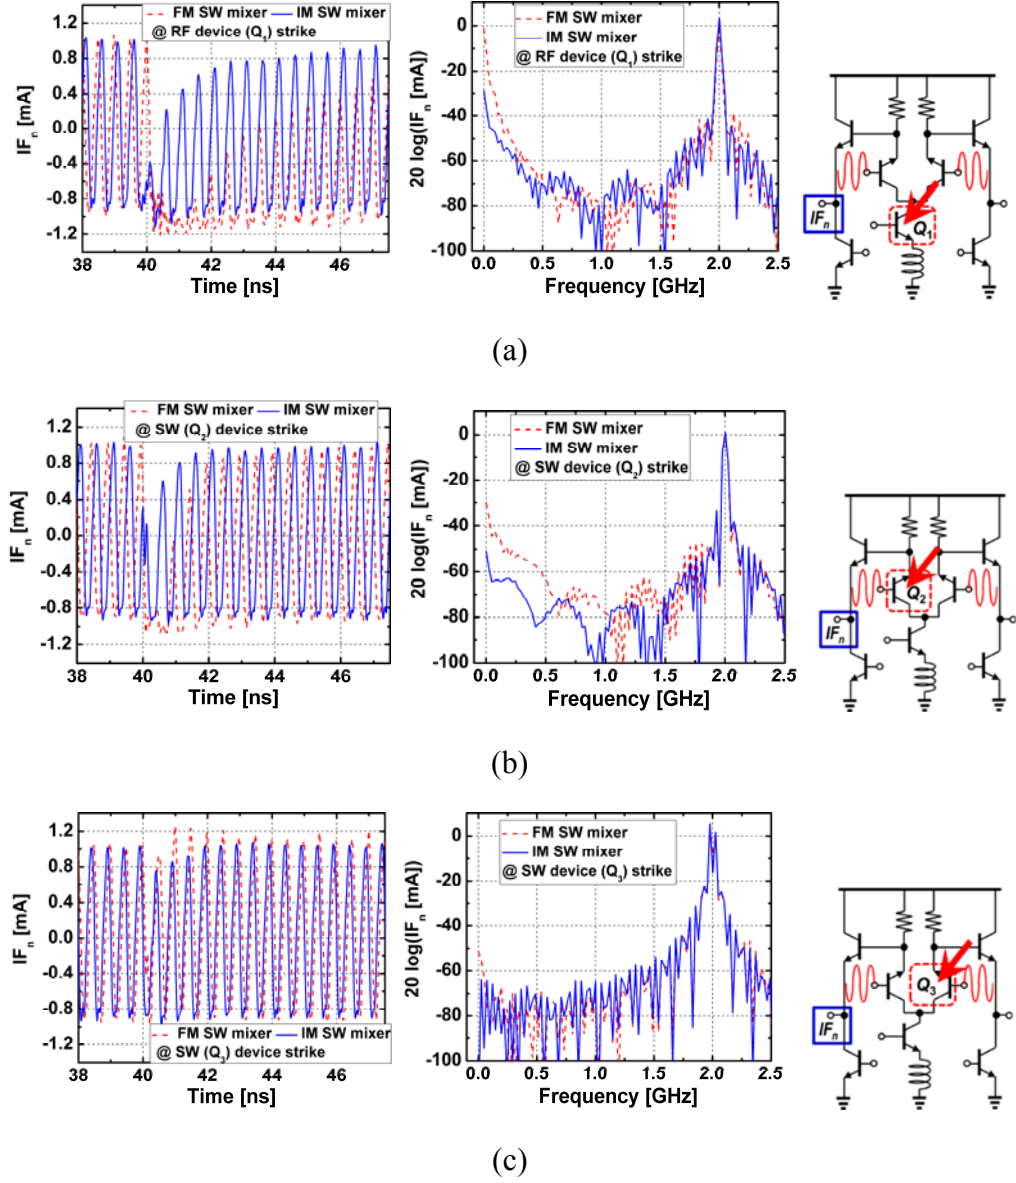 FM SW mixer IM SW mixer
@ RF device (Q1) strike
1.2
0.8
0.4
0.0
-0.4
-0.8
-1.2
IFn [mA]
38 40 42 44 46
Time [ns]
FM SW mixer
IM SW mixer
@ RF device (Q1) strike
0
-20
-40
-60
-80
-100
20 log(IFn [mA])
0.0 0.5 1.0 1.5 2.0 2.5
Frequency [GHz]
IFn
Q1
(a)
FM SW mixer IM SW mixer
@ SW (Q2) device strike
1.2
0.8
0.4
0.0
-0.4
-0.8
-1.2
IFn [mA]
38 40 42 44 46
Time [ns]
FM SW mixer
IM SW mixer
@ SW device (Q2) strike
0
-20
-40
-60
-80
-100
20 log(IFn [mA])
0.0 0.5 1.0 1.5 2.0 2.5
Frequency [GHz]
Q2
IFn
(b)
1.2
0.8
0.4
0.0
-0.4
-0.8
-1.2
IFn [mA]
FM SW mixer IM SW mixer
@ SW (Q3) device strike
38 40 42 44 46
Time [ns]
FM SW mixer
IM SW mixer
@ SW device (Q3) strike
0
-20
-40
-60
-80
-100
20 log(IFn [mA])
0.0 0.5 1.0 1.5 2.0 2.5
Frequency [GHz]
Q3
IFn
(c)